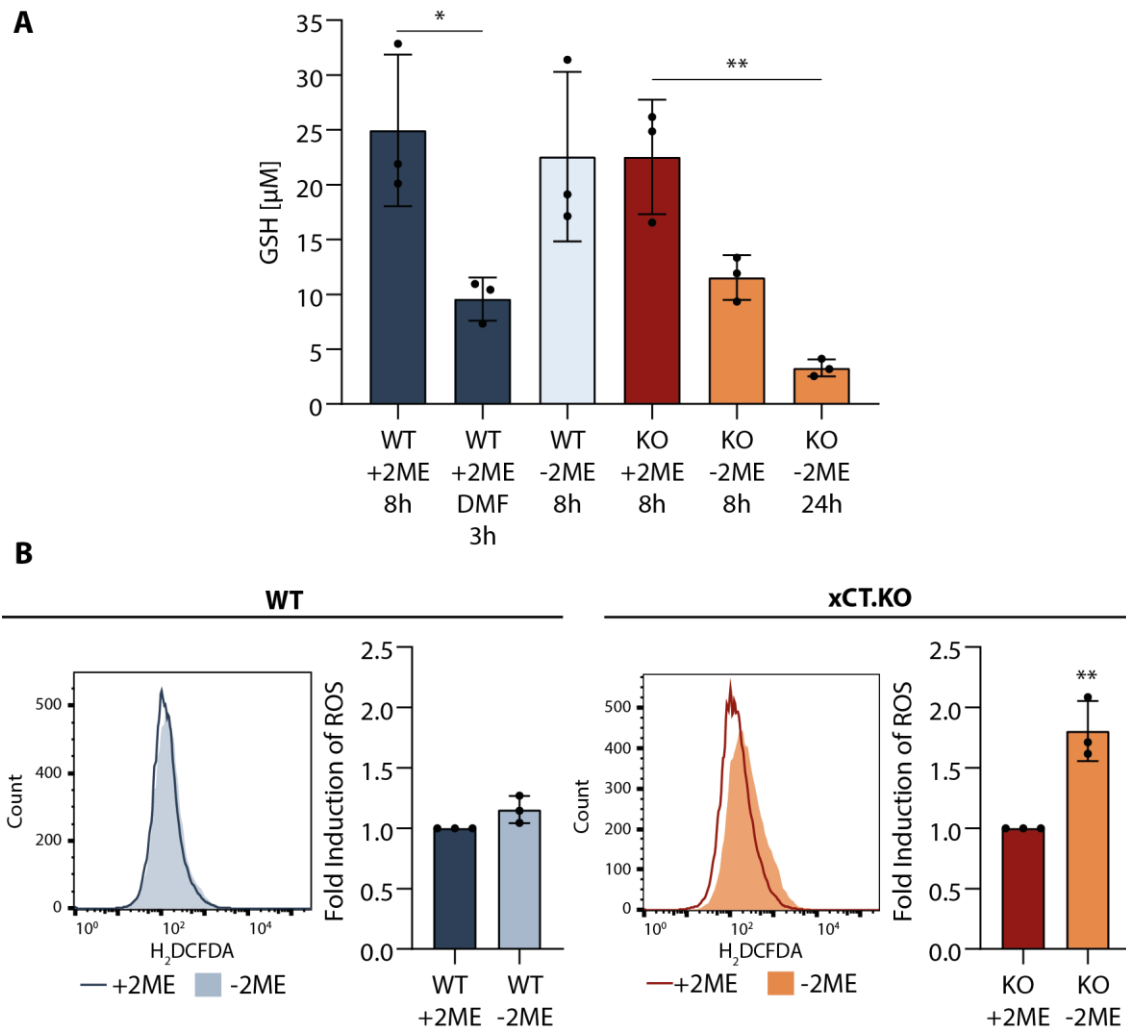 A
35
30
25
20
15
10
5
0
GSH [µM]
*
**
WT +2ME 8h
WT +2ME DMF 3h
WT -2ME 8h
KO +2ME 8h
KO -2ME 8h
KO -2ME 24h
B
WT
500
400
200
0
Count
10⁰ 10² 10⁴
H₂DCFDA
+2ME -2ME
2.5
2.0
1.5
1.0
0.5
0.0
Fold Induction of ROS
WT +2ME
WT -2ME
xCT.KO
500
400
300
200
100
0
Count
10⁰ 10² 10⁴
H₂DCFDA
+2ME -2ME
2.5
2.0
1.5
1.0
0.5
0.0
Fold Induction of ROS
**
KO +2ME
KO -2ME